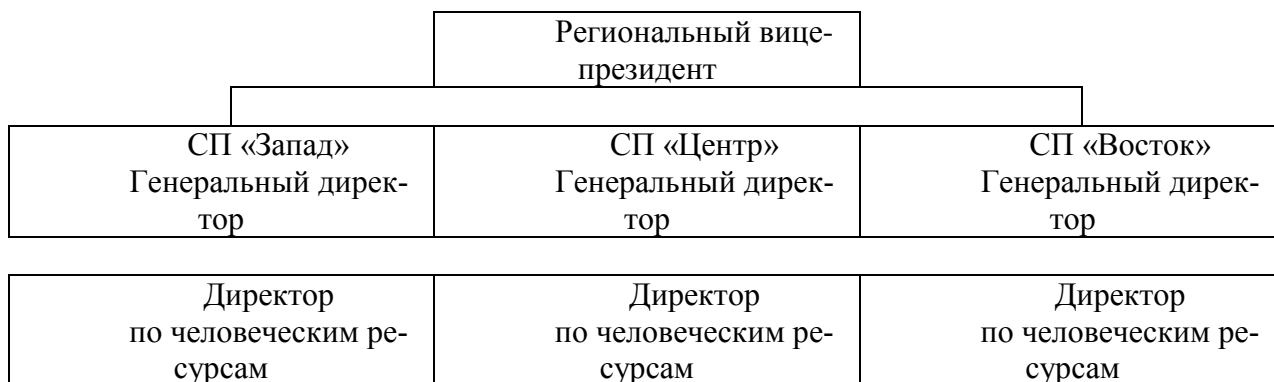 Региональный вице-
президент
СП «Запад»
Генеральный дирек-
тор
СП «Центр»
Генеральный дирек-
тор
СП «Восток»
Генеральный дирек-
тор
Директор
по человеческим ре-
сурсам
Директор
по человеческим ре-
сурсам
Директор
по человеческим ре-
сурсам